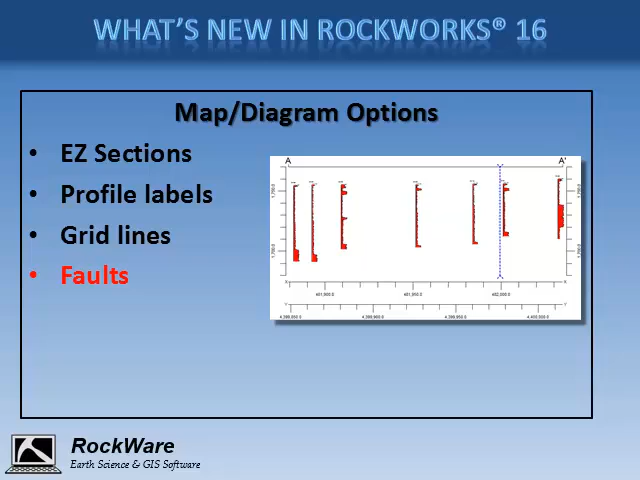 WHAT'S NEW IN ROCKWORKS® 16
Map/Diagram Options
• EZ Sections
• Profile labels
• Grid lines
• Faults
A A'
X X
Y Y
RockWare
Earth Science & GIS Software